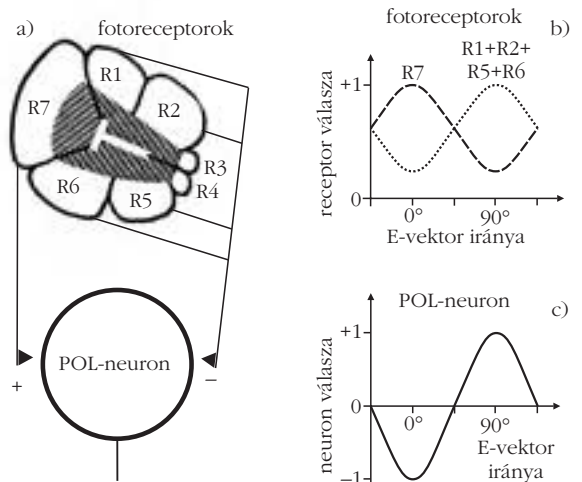 a)
fotoreceptorok
R1
R2
R7
R3
R4
R6
R5
POL-neuron
+
–
fotoreceptorok
b)
R7
R1+R2+
R5+R6
+1
0
receptor válasza
0°
90°
E-vektor iránya
POL-neuron
c)
+1
0
–1
neuron válasza
0°
90°
E-vektor
iránya